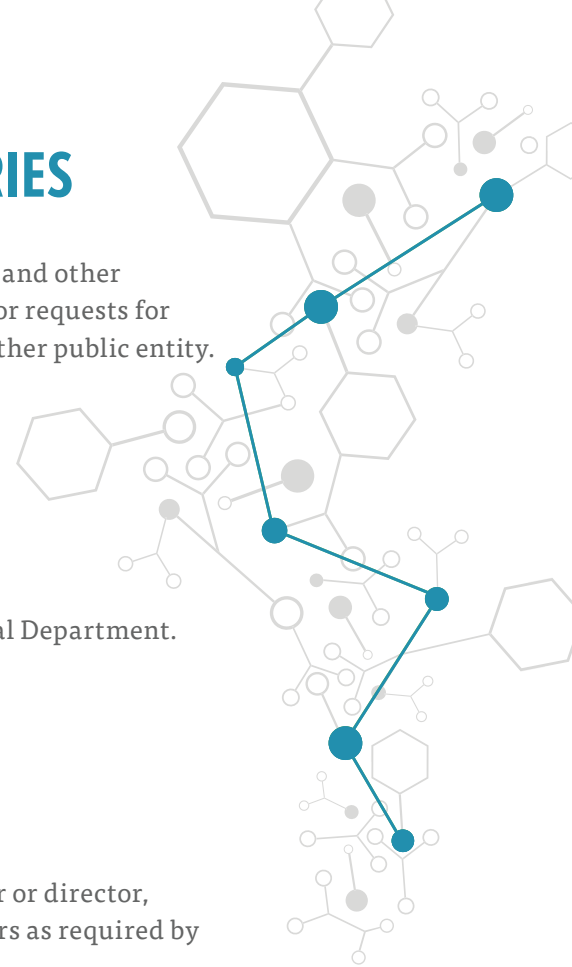 RIES
and other
or requests for
ther public entity.
al Department.
r or director,
rs as required by